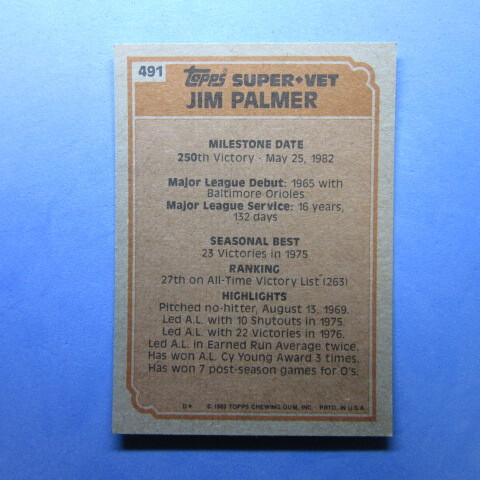 491
Topps SUPER♦VET
JIM PALMER
MILESTONE DATE
250th Victory - May 25, 1982
Major League Debut: 1965 with
Baltimore Orioles
Major League Service: 16 years,
132 days
SEASONAL BEST
23 Victories in 1975
RANKING
27th on All-Time Victory List (263)
HIGHLIGHTS
Pitched no-hitter, August 13, 1969.
Led A.L. with 10 Shutouts in 1975.
Led A.L. with 22 Victories in 1976.
Led A.L. in Earned Run Average twice.
Has won A.L. Cy Young Award 3 times.
Has won 7 post-season games for O's.
D* © 1983 TOPPS CHEWING GUM, INC. PRTD. IN U.S.A.